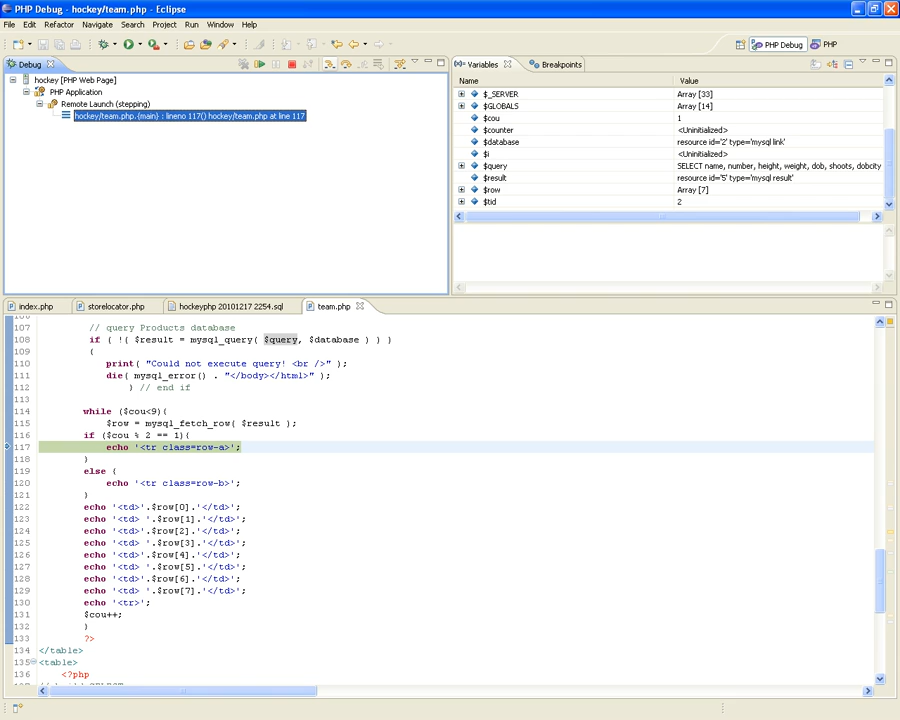 PHP Debug - hockey/team.php - Eclipse
File Edit Refactor Navigate Search Project Run Window Help
PHP Debug PHP
Debug
hockey [PHP Web Page]
PHP Application
Remote Launch (stepping)
hockey/team.php.{main} : lineno 117() hockey/team.php at line 117
Variables Breakpoints
Name Value
$_SERVER Array [33]
$GLOBALS Array [14]
$cou 1
$counter <Uninitialized>
$database resource id='2' type='mysql link'
$i <Uninitialized>
$query SELECT name, number, height, weight, dob, shoots, dobcity
$result resource id='5' type='mysql result'
$row Array [7]
$tid 2
index.php storelocator.php hockeyphp 20101217 2254.sql team.php
107 // query Products database
108 if ( !( $result = mysql_query( $query, $database ) ) )
109 {
110 print( "Could not execute query! <br />" );
111 die( mysql_error() . "</body></html>" );
112 } // end if
113
114 while ($cou<9){
115 $row = mysql_fetch_row( $result );
116 if ($cou % 2 == 1){
117 echo '<tr class=row-a>';
118 }
119 else {
120 echo '<tr class=row-b>';
121 }
122 echo '<td>'.$row[0].'</td>';
123 echo '<td> '.$row[1].'</td>';
124 echo '<td>'.$row[2].'</td>';
125 echo '<td> '.$row[3].'</td>';
126 echo '<td>'.$row[4].'</td>';
127 echo '<td> '.$row[5].'</td>';
128 echo '<td>'.$row[6].'</td>';
129 echo '<td> '.$row[7].'</td>';
130 echo '<tr>';
131 $cou++;
132 }
133 ?>
134 </table>
135 <table>
136 <?php